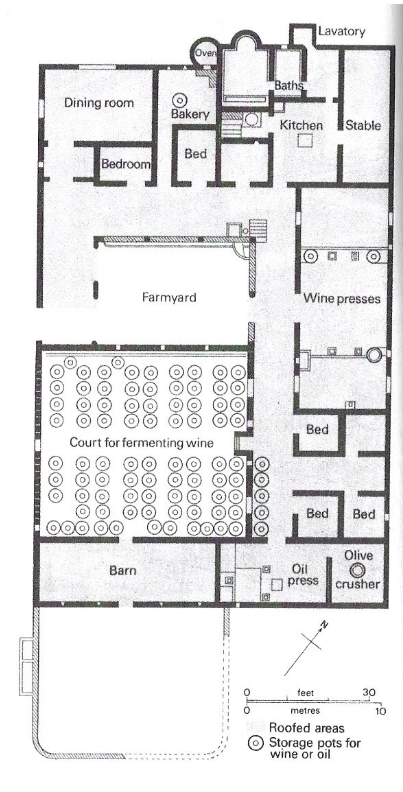 Lavatory
Oven
Baths
Dining room
Bakery
Kitchen
Stable
Bedroom
Bed
Farmyard
Wine presses
Bed
Court for fermenting wine
Bed
Bed
Barn
Oil
press
Olive
crusher
N
0 feet 30
0 metres 10
Roofed areas
Storage pots for
wine or oil